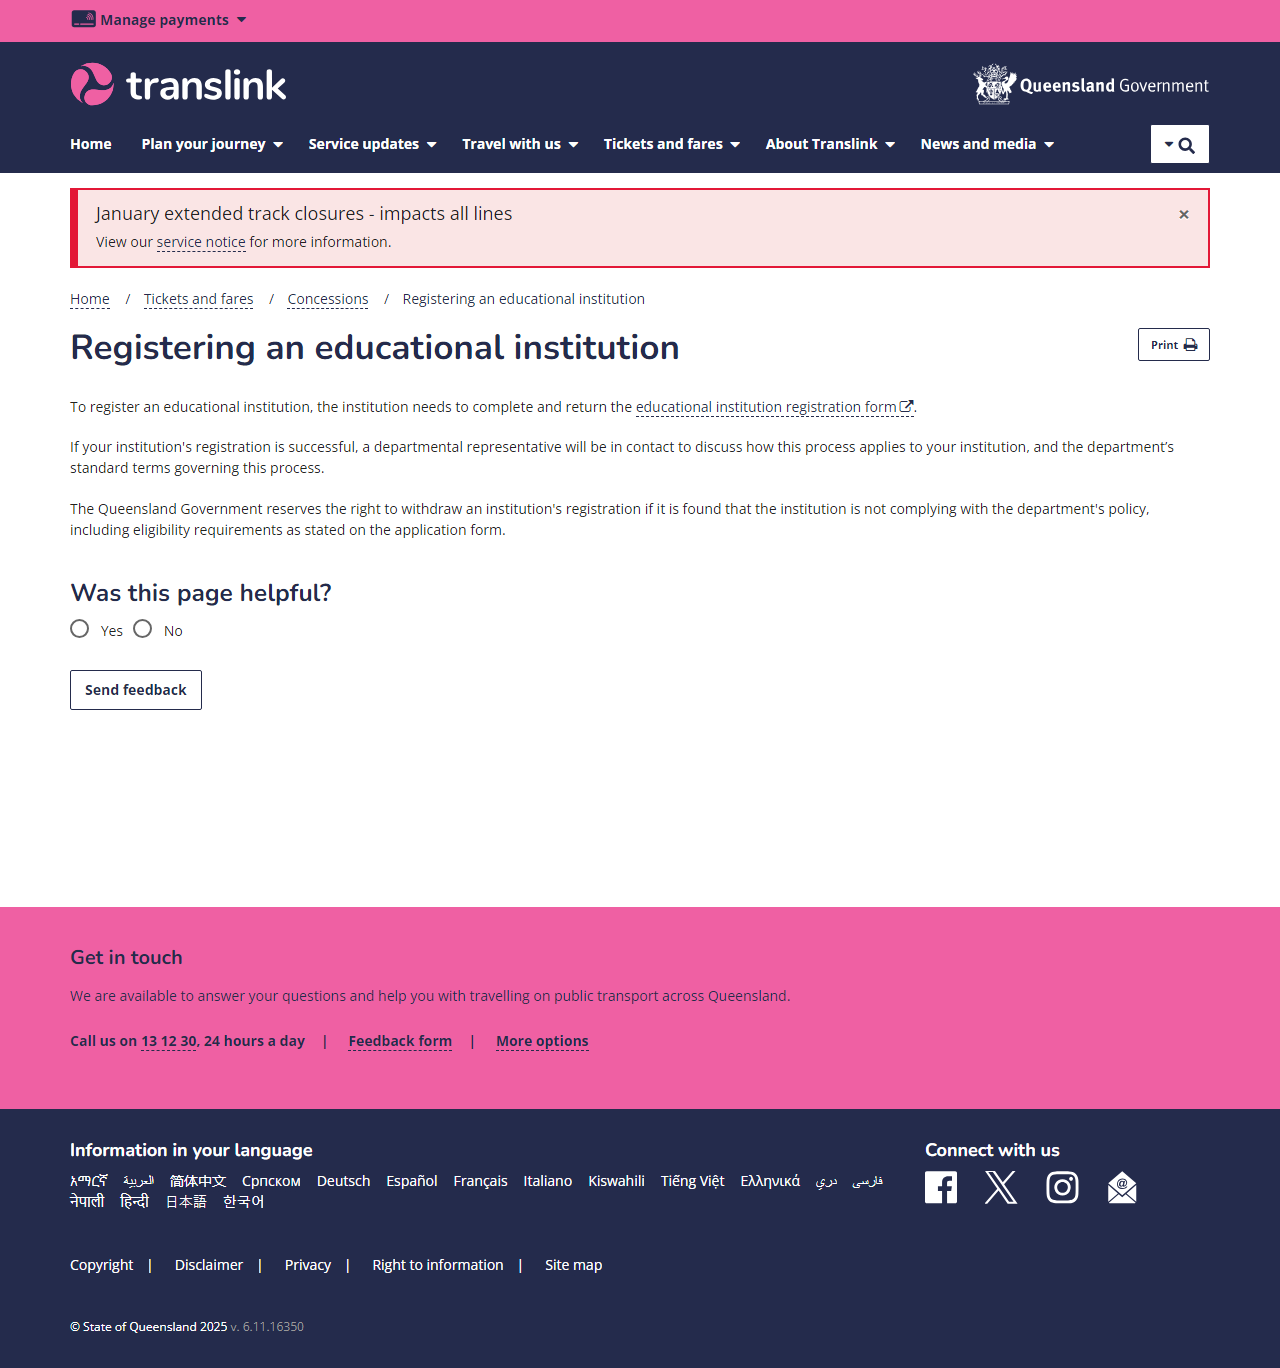 Manage payments
translink
Queensland Government
Home Plan your journey Service updates Travel with us Tickets and fares About Translink News and media
January extended track closures - impacts all lines ×
View our service notice for more information.
Home / Tickets and fares / Concessions / Registering an educational institution
Registering an educational institution
Print
To register an educational institution, the institution needs to complete and return the educational institution registration form.
If your institution's registration is successful, a departmental representative will be in contact to discuss how this process applies to your institution, and the department’s
standard terms governing this process.
The Queensland Government reserves the right to withdraw an institution's registration if it is found that the institution is not complying with the department's policy,
including eligibility requirements as stated on the application form.
Was this page helpful?
Yes No
Send feedback
Get in touch
We are available to answer your questions and help you with travelling on public transport across Queensland.
Call us on 13 12 30, 24 hours a day | Feedback form | More options
Information in your language
አማርኛ العربية 简体中文 Српском Deutsch Español Français Italiano Kiswahili Tiếng Việt Ελληνικά دري فارسی
नेपाली हिन्दी 日本語 한국어
Connect with us
Copyright | Disclaimer | Privacy | Right to information | Site map
© State of Queensland 2025 v. 6.11.16350